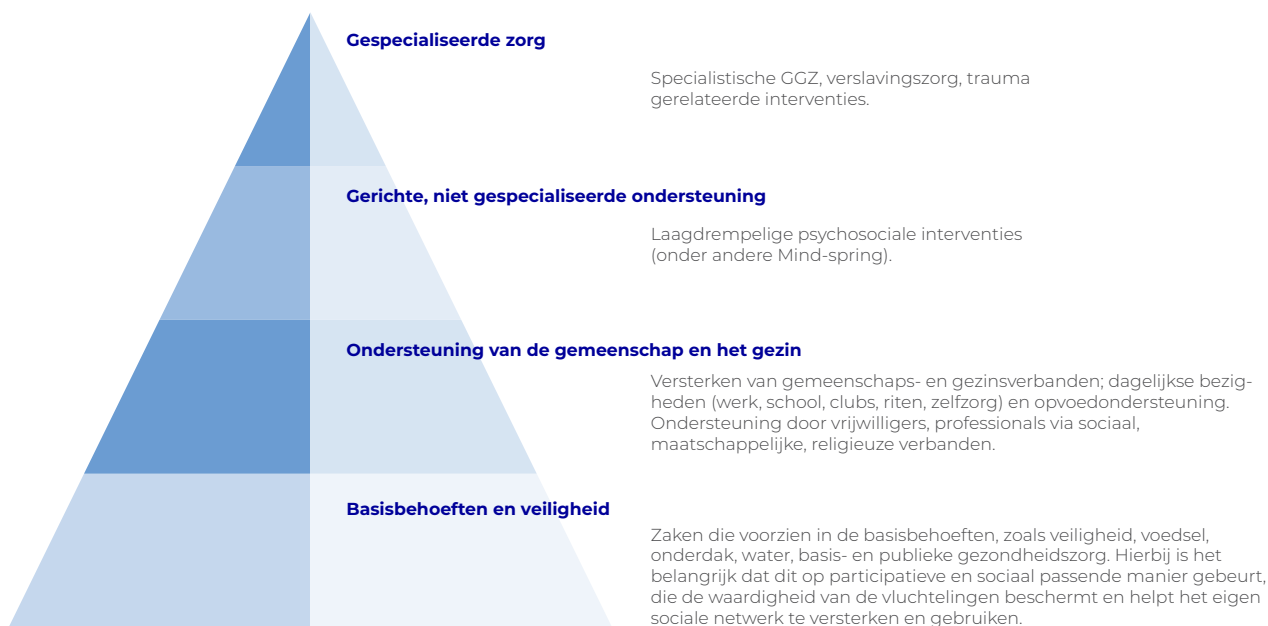 Gespecialiseerde zorg
Specialistische GGZ, verslavingszorg, trauma
gerelateerde interventies.
Gerichte, niet gespecialiseerde ondersteuning
Laagdrempelige psychosociale interventies
(onder andere Mind-spring).
Ondersteuning van de gemeenschap en het gezin
Versterken van gemeenschaps- en gezinsverbanden; dagelijkse bezig-
heden (werk, school, clubs, riten, zelfzorg) en opvoedondersteuning.
Ondersteuning door vrijwilligers, professionals via sociaal,
maatschappelijke, religieuze verbanden.
Basisbehoeften en veiligheid
Zaken die voorzien in de basisbehoeften, zoals veiligheid, voedsel,
onderdak, water, basis- en publieke gezondheidszorg. Hierbij is het
belangrijk dat dit op participatieve en sociaal passende manier gebeurt,
die de waardigheid van de vluchtelingen beschermt en helpt het eigen
sociale netwerk te versterken en gebruiken.